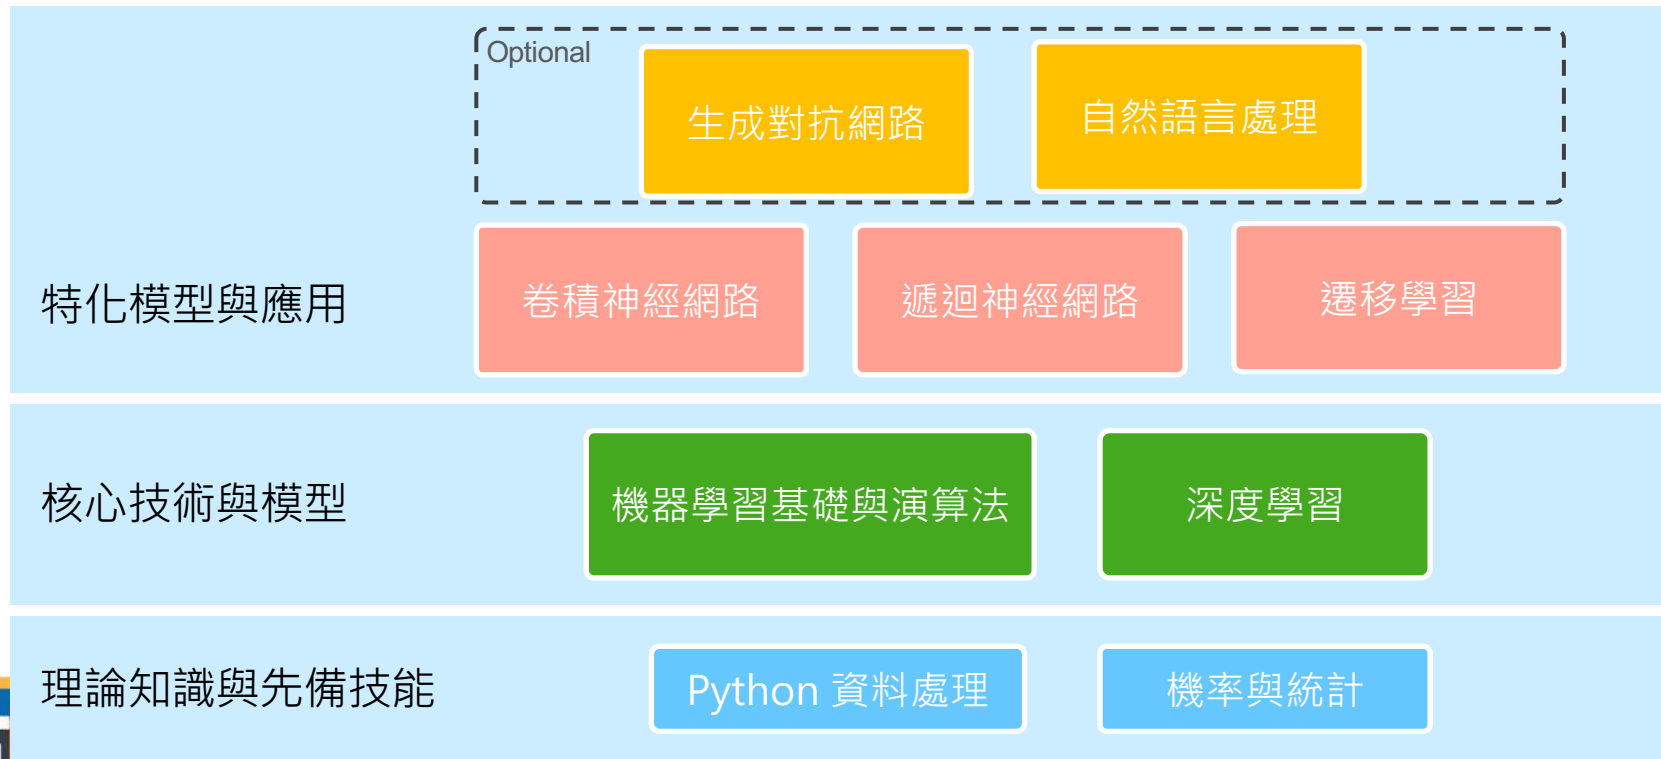 Optional
生成對抗網路
自然語言處理
特化模型與應用
卷積神經網路
遞迴神經網路
遷移學習
核心技術與模型
機器學習基礎與演算法
深度學習
理論知識與先備技能
Python 資料處理
機率與統計